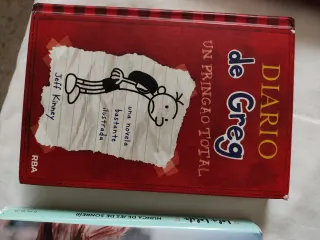 DIARIO
de Greg
UN PRINGAO TOTAL
una novela
bastante
ilustrada
Jeff Kinney
RBA